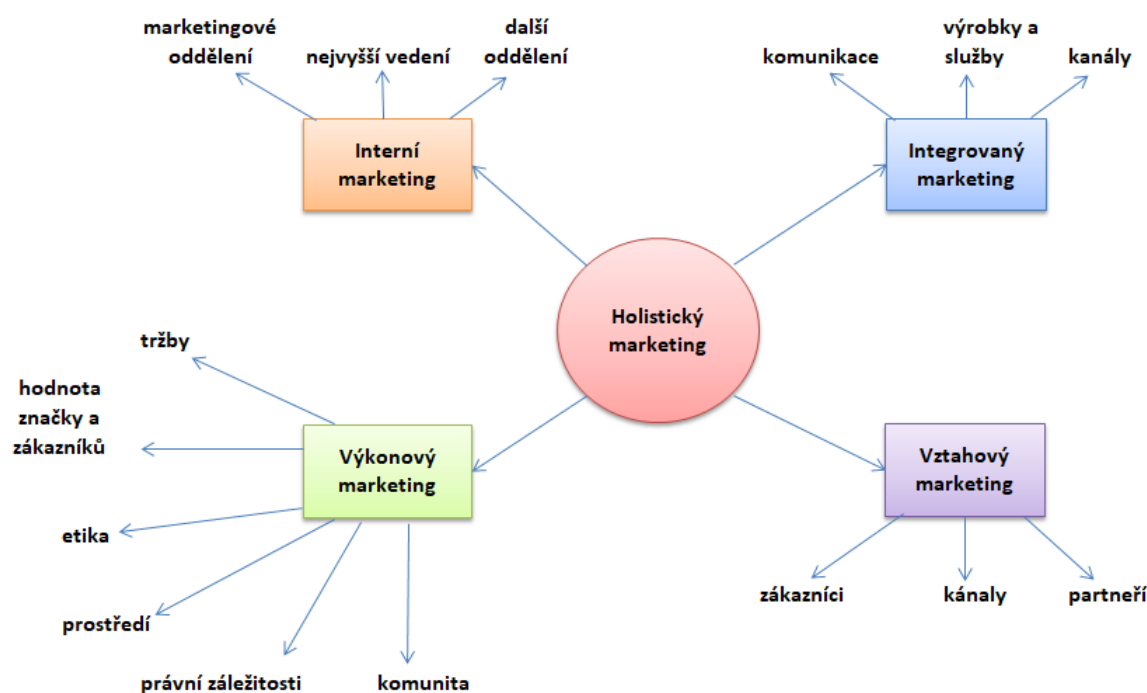 marketingové
oddělení
nejvyšší vedení
další
oddělení
komunikace
výrobky a
služby
kanály
Interní
marketing
Integrovaný
marketing
Holistický
marketing
tržby
hodnota
značky a
zákazníků
Výkonový
marketing
Vztahový
marketing
etika
prostředí
právní záležitosti
komunita
zákazníci
kánaly
partneří